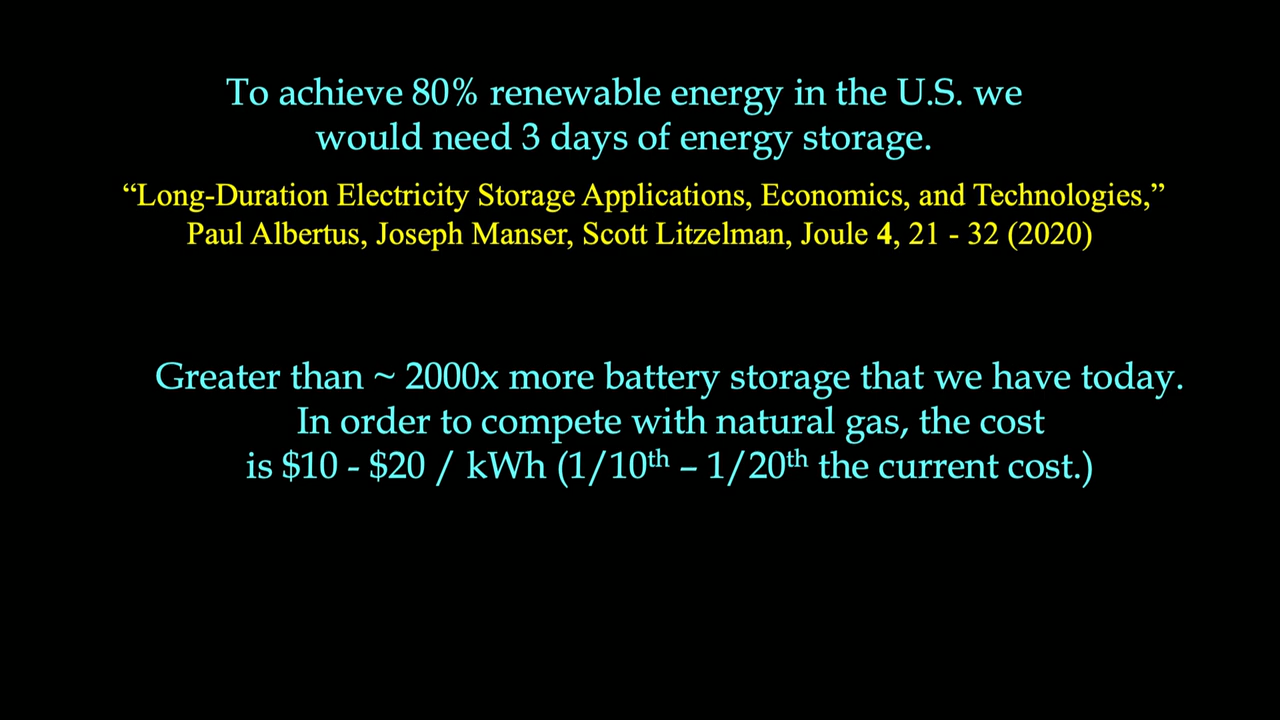 To achieve 80% renewable energy in the U.S. we
would need 3 days of energy storage.
“Long-Duration Electricity Storage Applications, Economics, and Technologies,”
Paul Albertus, Joseph Manser, Scott Litzelman, Joule 4, 21 - 32 (2020)
Greater than ~ 2000x more battery storage that we have today.
In order to compete with natural gas, the cost
is $10 - $20 / kWh (1/10th – 1/20th the current cost.)